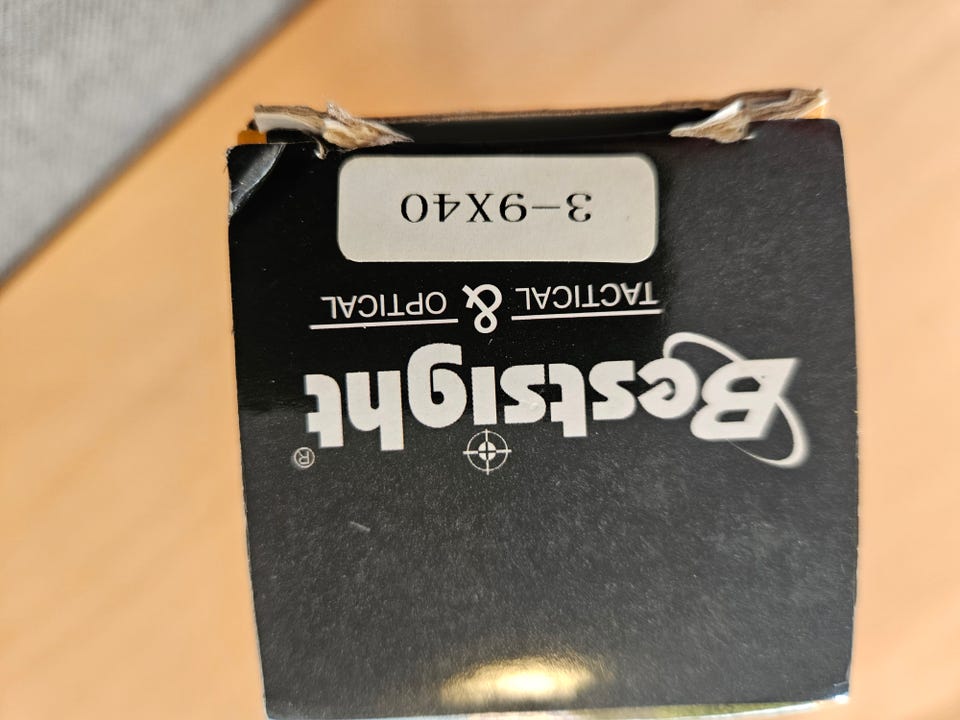 Bestsight®
TACTICAL & OPTICAL
3-9X40